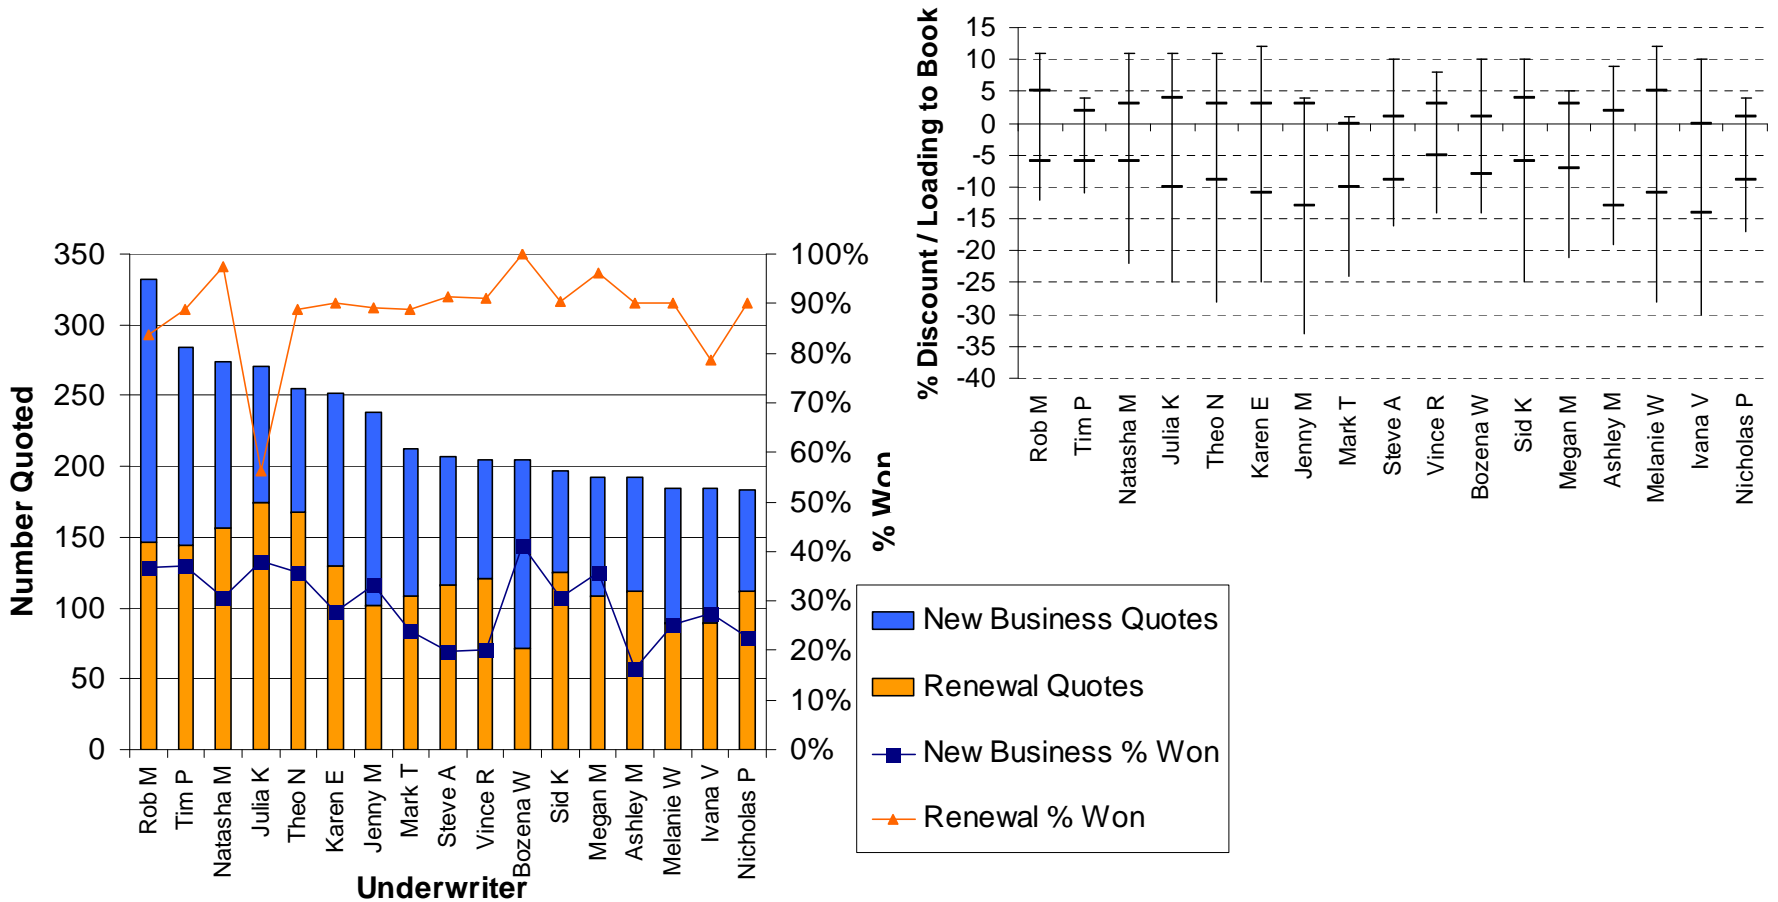 % Discount / Loading to Book
15
10
5
0
-5
-10
-15
-20
-25
-30
-35
-40
Rob M
Tim P
Natasha M
Julia K
Theo N
Karen E
Jenny M
Mark T
Steve A
Vince R
Bozena W
Sid K
Megan M
Ashley M
Melanie W
Ivana V
Nicholas P
Number Quoted
350
300
250
200
150
100
50
0
100%
90%
80%
70%
60%
50%
40%
30%
20%
10%
0%
% Won
Rob M
Tim P
Natasha M
Julia K
Theo N
Karen E
Jenny M
Mark T
Steve A
Vince R
Bozena W
Sid K
Megan M
Ashley M
Melanie W
Ivana V
Nicholas P
Underwriter
New Business Quotes
Renewal Quotes
New Business % Won
Renewal % Won